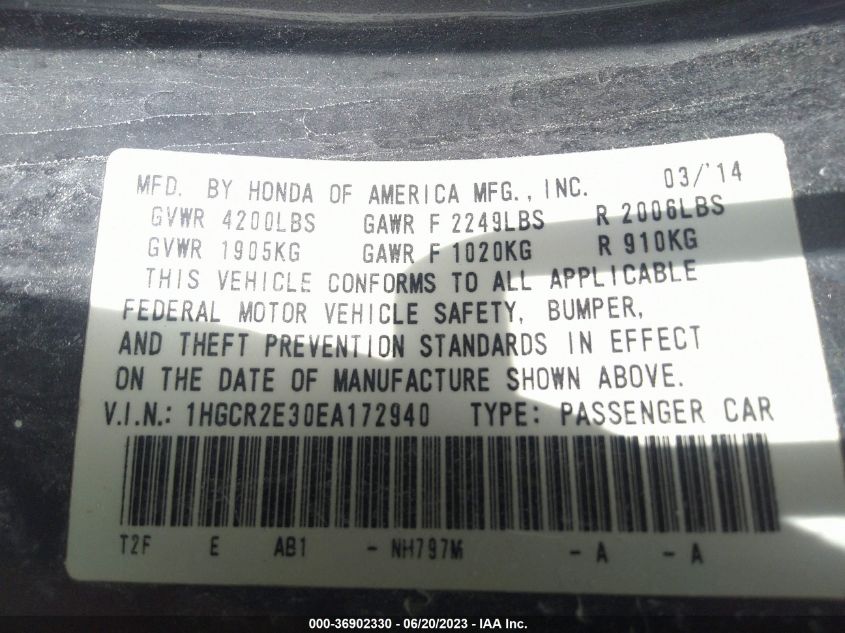 MFD. BY HONDA OF AMERICA MFG., INC. 03/'14
GVWR 4200LBS GAWR F 2249LBS R 2006LBS
GVWR 1905KG GAWR F 1020KG R 910KG
THIS VEHICLE CONFORMS TO ALL APPLICABLE
FEDERAL MOTOR VEHICLE SAFETY, BUMPER,
AND THEFT PREVENTION STANDARDS IN EFFECT
ON THE DATE OF MANUFACTURE SHOWN ABOVE.
V.I.N.: 1HGCR2E30EA172940 TYPE: PASSENGER CAR
T2F E AB1 - NH797M - A - A
000-36902330 - 06/20/2023 - IAA Inc.